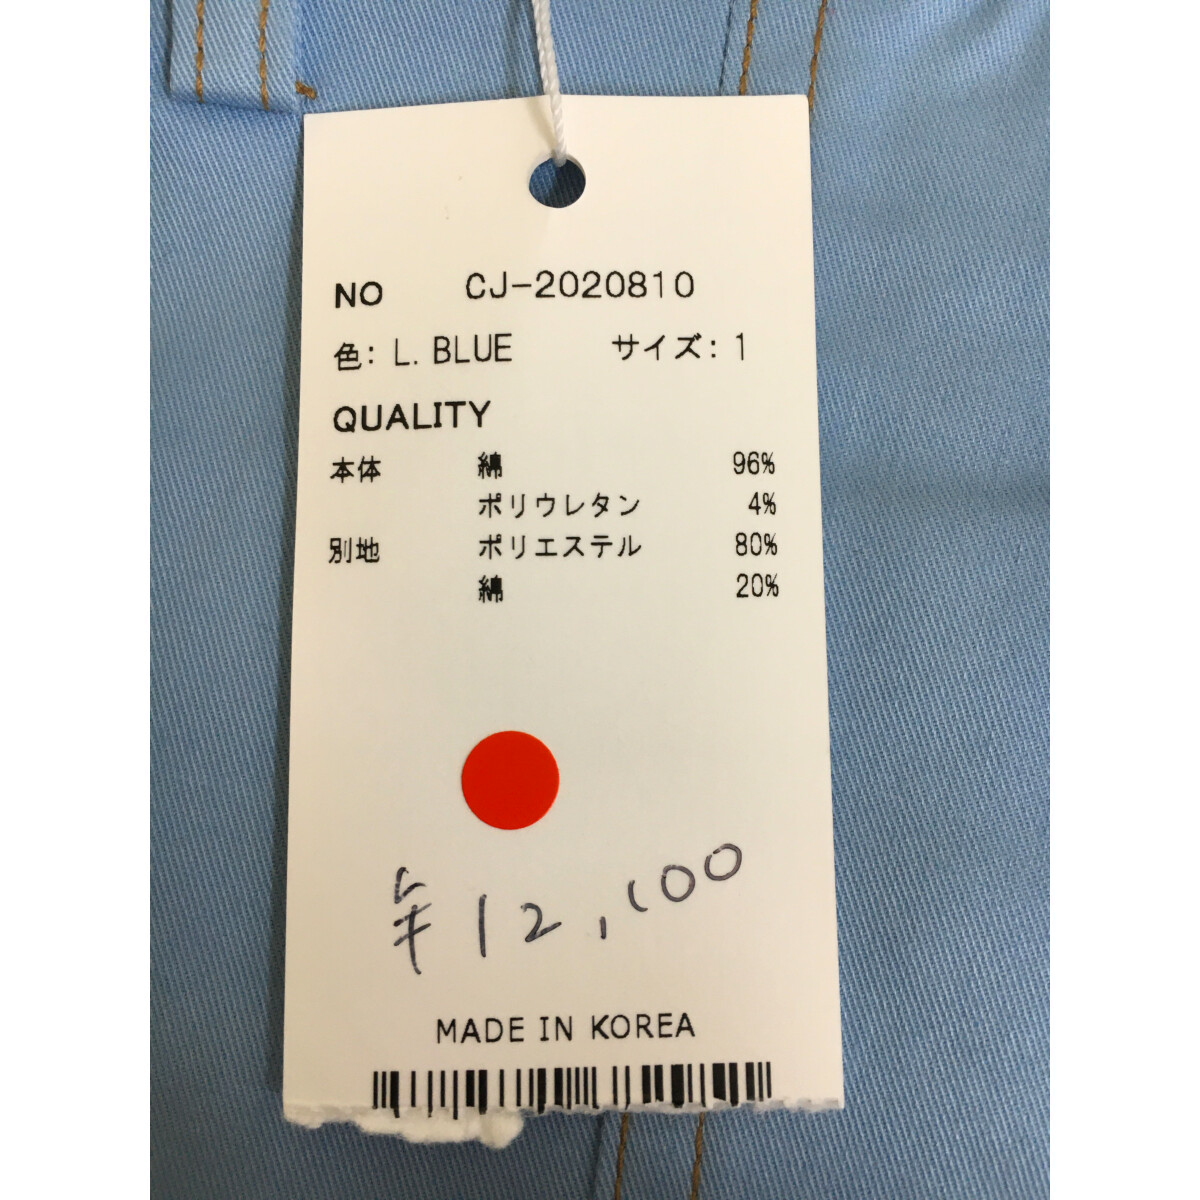 NO CJ-2020810
色: L. BLUE サイズ: 1
QUALITY
本体 綿 96%
ポリウレタン 4%
別地 ポリエステル 80%
綿 20%
¥12,100
MADE IN KOREA